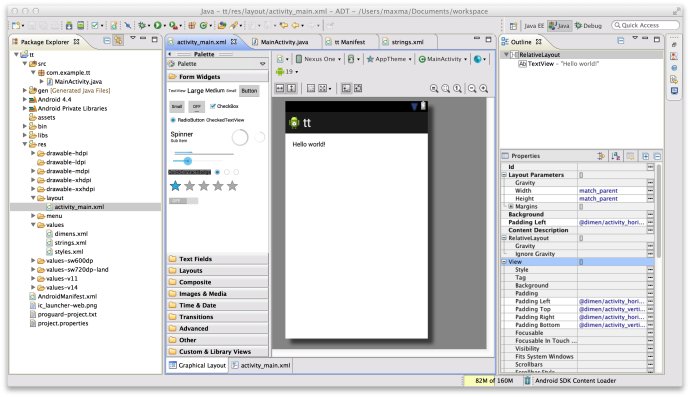 Java - tt/res/layout/activity_main.xml - ADT - /Users/maxma/Documents/workspace
Quick Access
Java EE
Java
Debug
Package Explorer
tt
src
com.example.tt
MainActivity.java
gen [Generated Java Files]
Android 4.4
Android Private Libraries
assets
bin
libs
res
drawable-hdpi
drawable-ldpi
drawable-mdpi
drawable-xhdpi
drawable-xxhdpi
layout
activity_main.xml
menu
values
dimens.xml
strings.xml
styles.xml
values-sw600dp
values-sw720dp-land
values-v11
values-v14
AndroidManifest.xml
ic_launcher-web.png
proguard-project.txt
project.properties
activity_main.xml
MainActivity.java
tt Manifest
strings.xml
Palette
Palette
Form Widgets
TextView Large Medium Small Button
Small OFF CheckBox
RadioButton CheckedTextView
Spinner
Sub Item
QuickContactBadge
OFF
Text Fields
Layouts
Composite
Images & Media
Time & Date
Transitions
Advanced
Other
Custom & Library Views
Graphical Layout
activity_main.xml
Nexus One
AppTheme
MainActivity
19
tt
Hello world!
Outline
RelativeLayout
Ab TextView - "Hello world!"
Properties
Id
Layout Parameters []
Gravity
Width match_parent
Height match_parent
Margins []
Background
Padding Left @dimen/activity_hori...
Content Description
RelativeLayout []
Gravity
Ignore Gravity
View []
Style
Tag
Background
Padding
Padding Left @dimen/activity_hori...
Padding Top @dimen/activity_verti...
Padding Right @dimen/activity_hori...
Padding Bottom @dimen/activity_verti...
Focusable
Focusable In Touch ...
Visibility
Fits System Windows
Scrollbars
Scrollbar Style
82M of 160M
Android SDK Content Loader